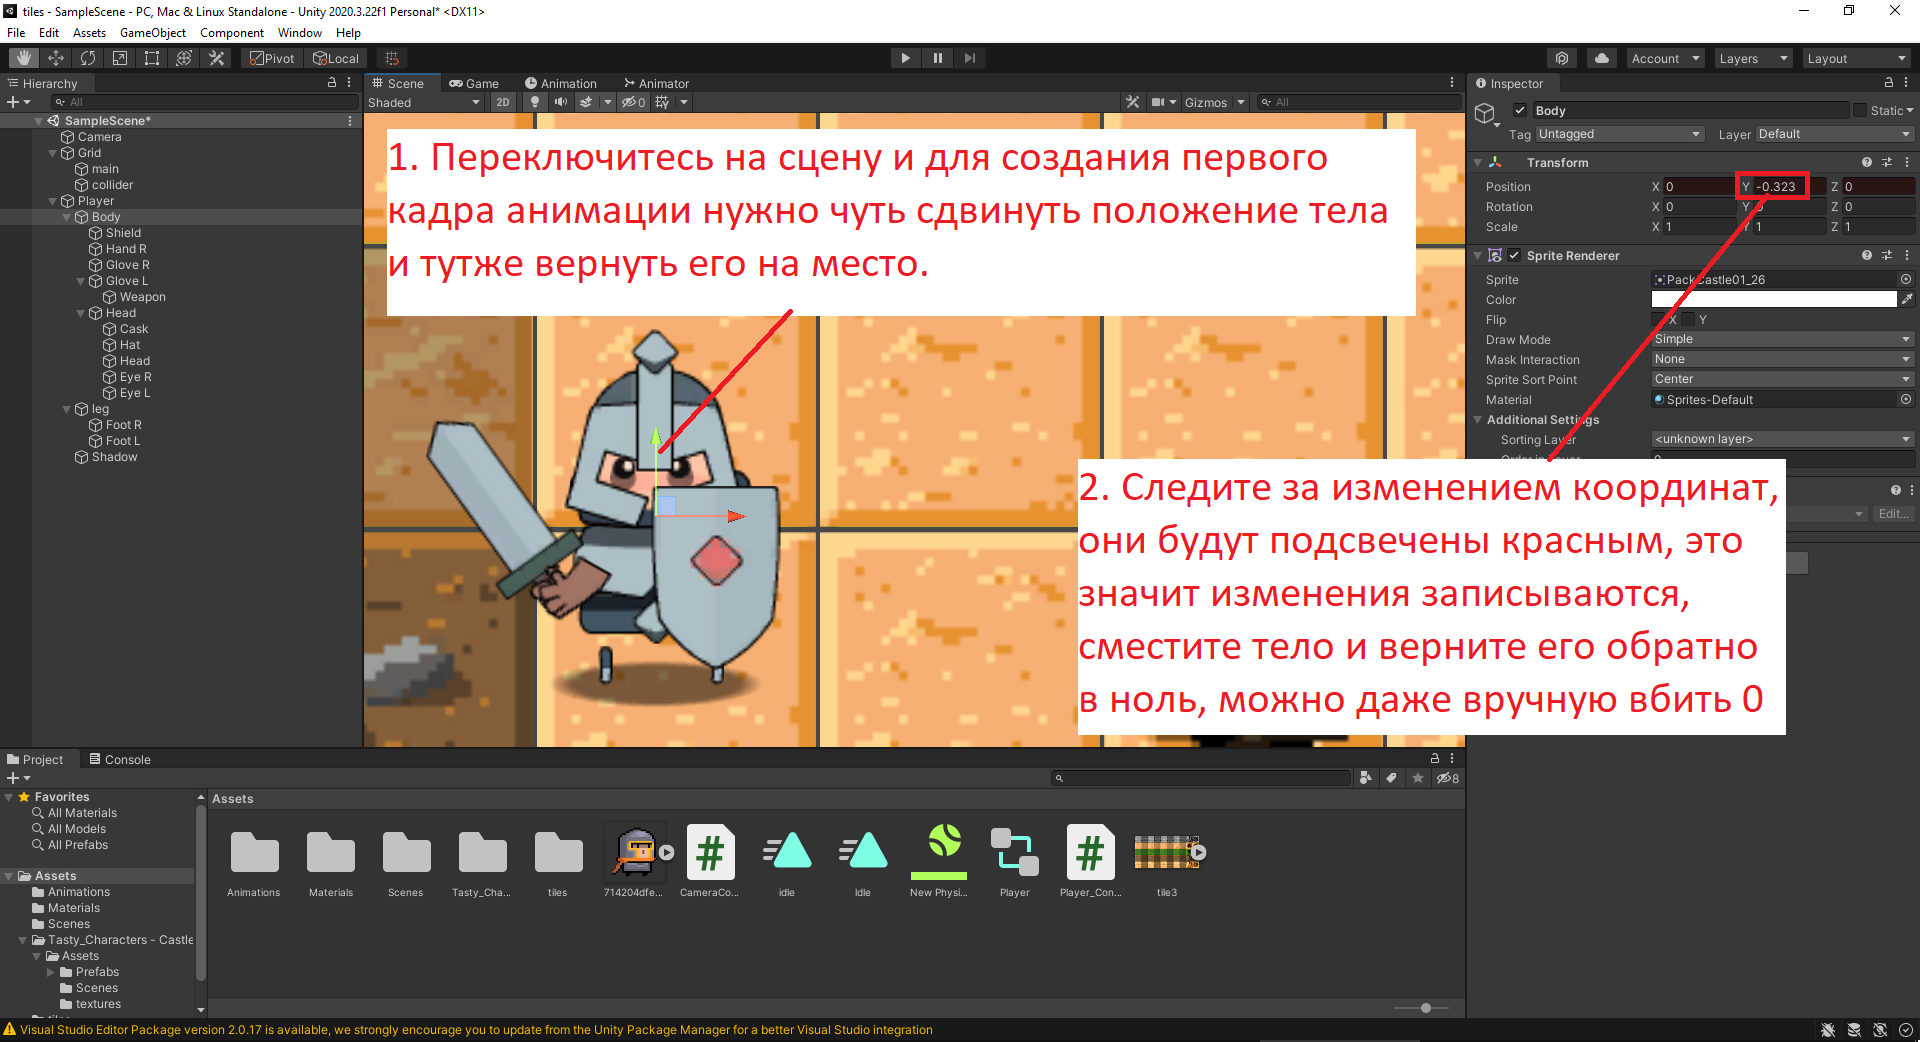 tiles - SampleScene - PC, Mac & Linux Standalone - Unity 2020.3.22f1 Personal* <DX11>
File Edit Assets GameObject Component Window Help
Pivot Local Account Layers Layout
Hierarchy
All
SampleScene*
Camera
Grid
main
collider
Player
Body
Shield
Hand R
Glove R
Glove L
Weapon
Head
Cask
Hat
Head
Eye R
Eye L
leg
Foot R
Foot L
Shadow
Scene Game Animation Animator
Shaded 2D 0 Gizmos All
1. Переключитесь на сцену и для создания первого
кадра анимации нужно чуть сдвинуть положение тела
и тутже вернуть его на место.
2. Следите за изменением координат,
они будут подсвечены красным, это
значит изменения записываются,
сместите тело и верните его обратно
в ноль, можно даже вручную вбить 0
Inspector
Body Static
Tag Untagged Layer Default
Transform
Position X 0 Y -0.323 Z 0
Rotation X 0 Y Z 0
Scale X 1 Y 1 Z 1
Sprite Renderer
Sprite PackCastle01_26
Color
Flip X Y
Draw Mode Simple
Mask Interaction None
Sprite Sort Point Center
Material Sprites-Default
Additional Settings
Sorting Layer <unknown layer>
Edit...
Project Console
8
Favorites
All Materials
All Models
All Prefabs
Assets
Animations
Materials
Scenes
Tasty_Characters - Castle
Assets
Prefabs
Scenes
textures
Assets
Animations Materials Scenes Tasty_Cha... tiles 714204dfe... CameraCo... idle Idle New Physi... Player Player_Con... tile3
Visual Studio Editor Package version 2.0.17 is available, we strongly encourage you to update from the Unity Package Manager for a better Visual Studio integration